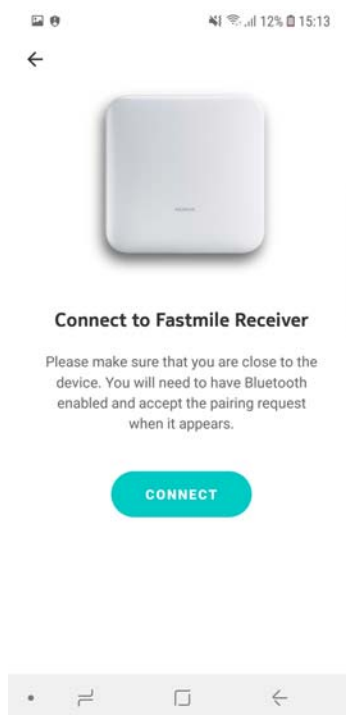 12% 15:13
Connect to Fastmile Receiver
Please make sure that you are close to the
device. You will need to have Bluetooth
enabled and accept the pairing request
when it appears.
CONNECT